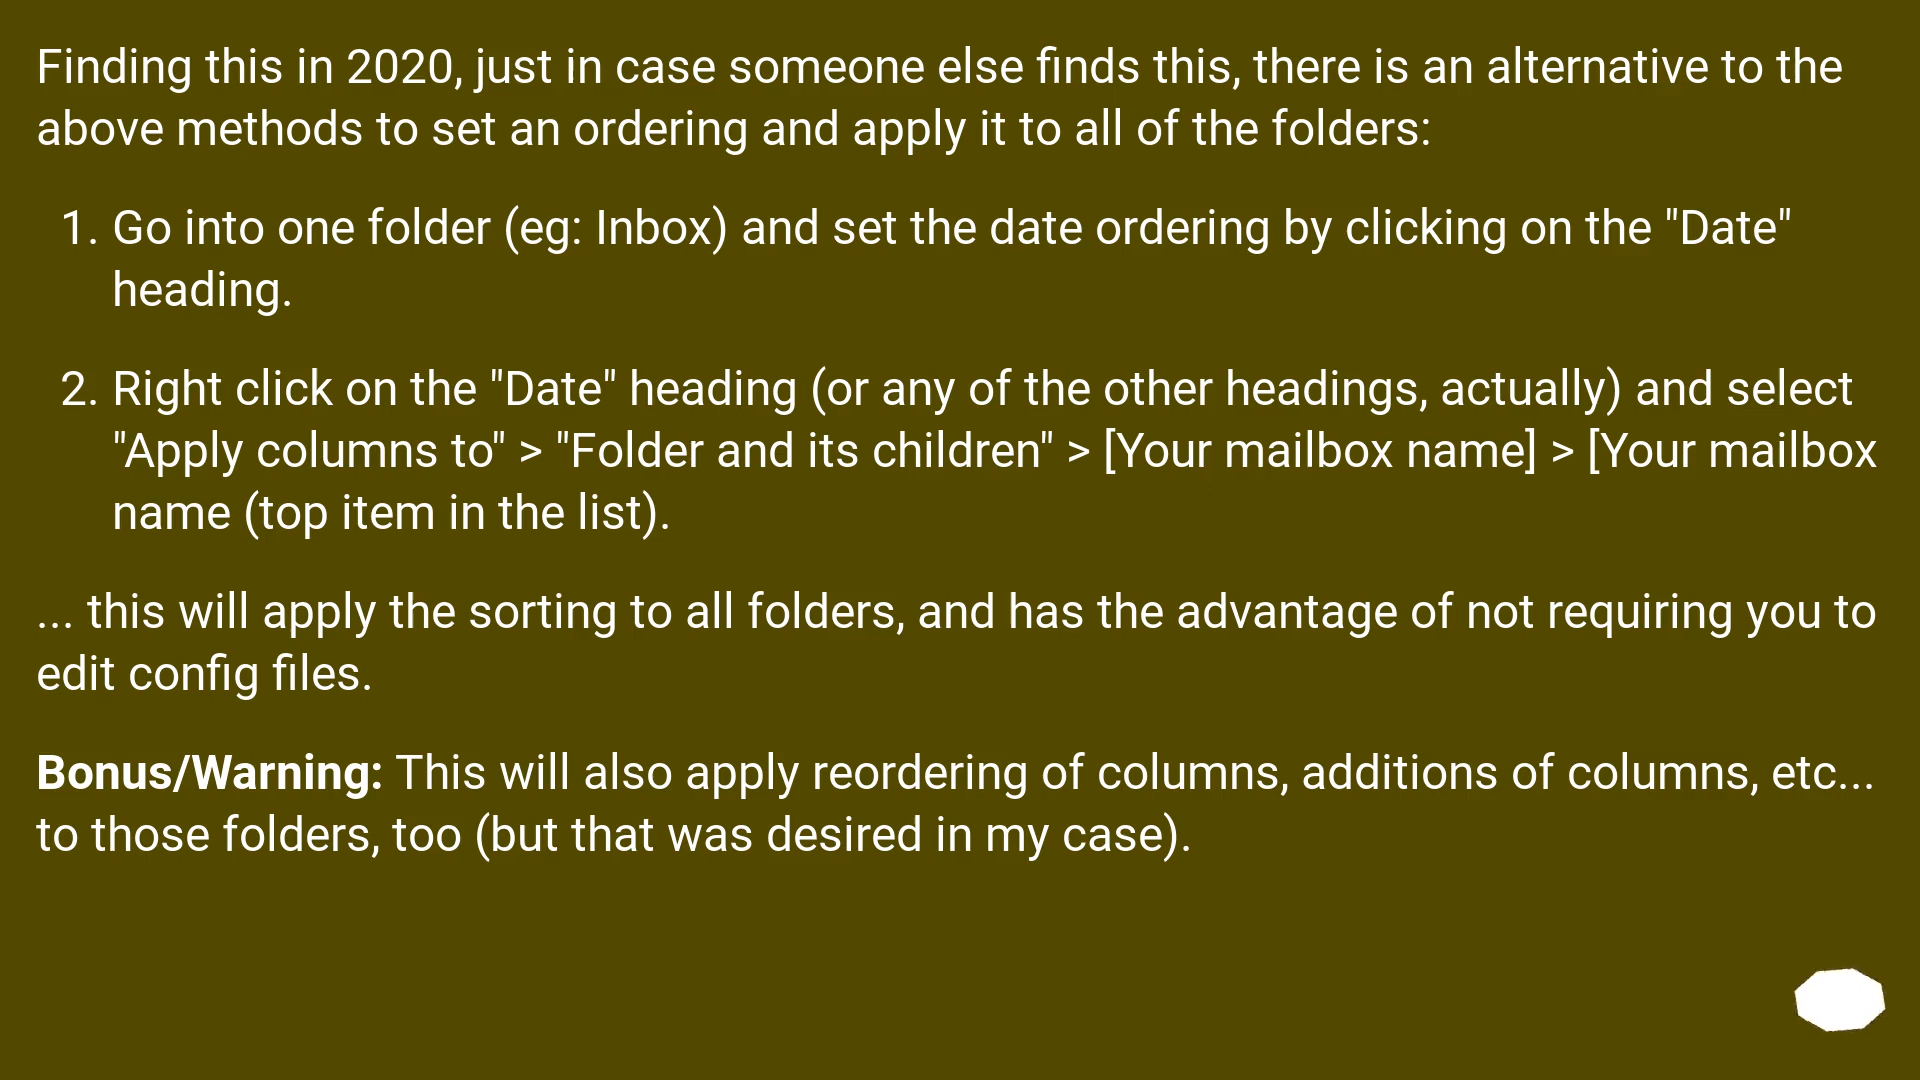 Finding this in 2020, just in case someone else finds this, there is an alternative to the
above methods to set an ordering and apply it to all of the folders:
1. Go into one folder (eg: Inbox) and set the date ordering by clicking on the "Date"
heading.
2. Right click on the "Date" heading (or any of the other headings, actually) and select
"Apply columns to" > "Folder and its children" > [Your mailbox name] > [Your mailbox
name (top item in the list).
... this will apply the sorting to all folders, and has the advantage of not requiring you to
edit config files.
Bonus/Warning: This will also apply reordering of columns, additions of columns, etc...
to those folders, too (but that was desired in my case).